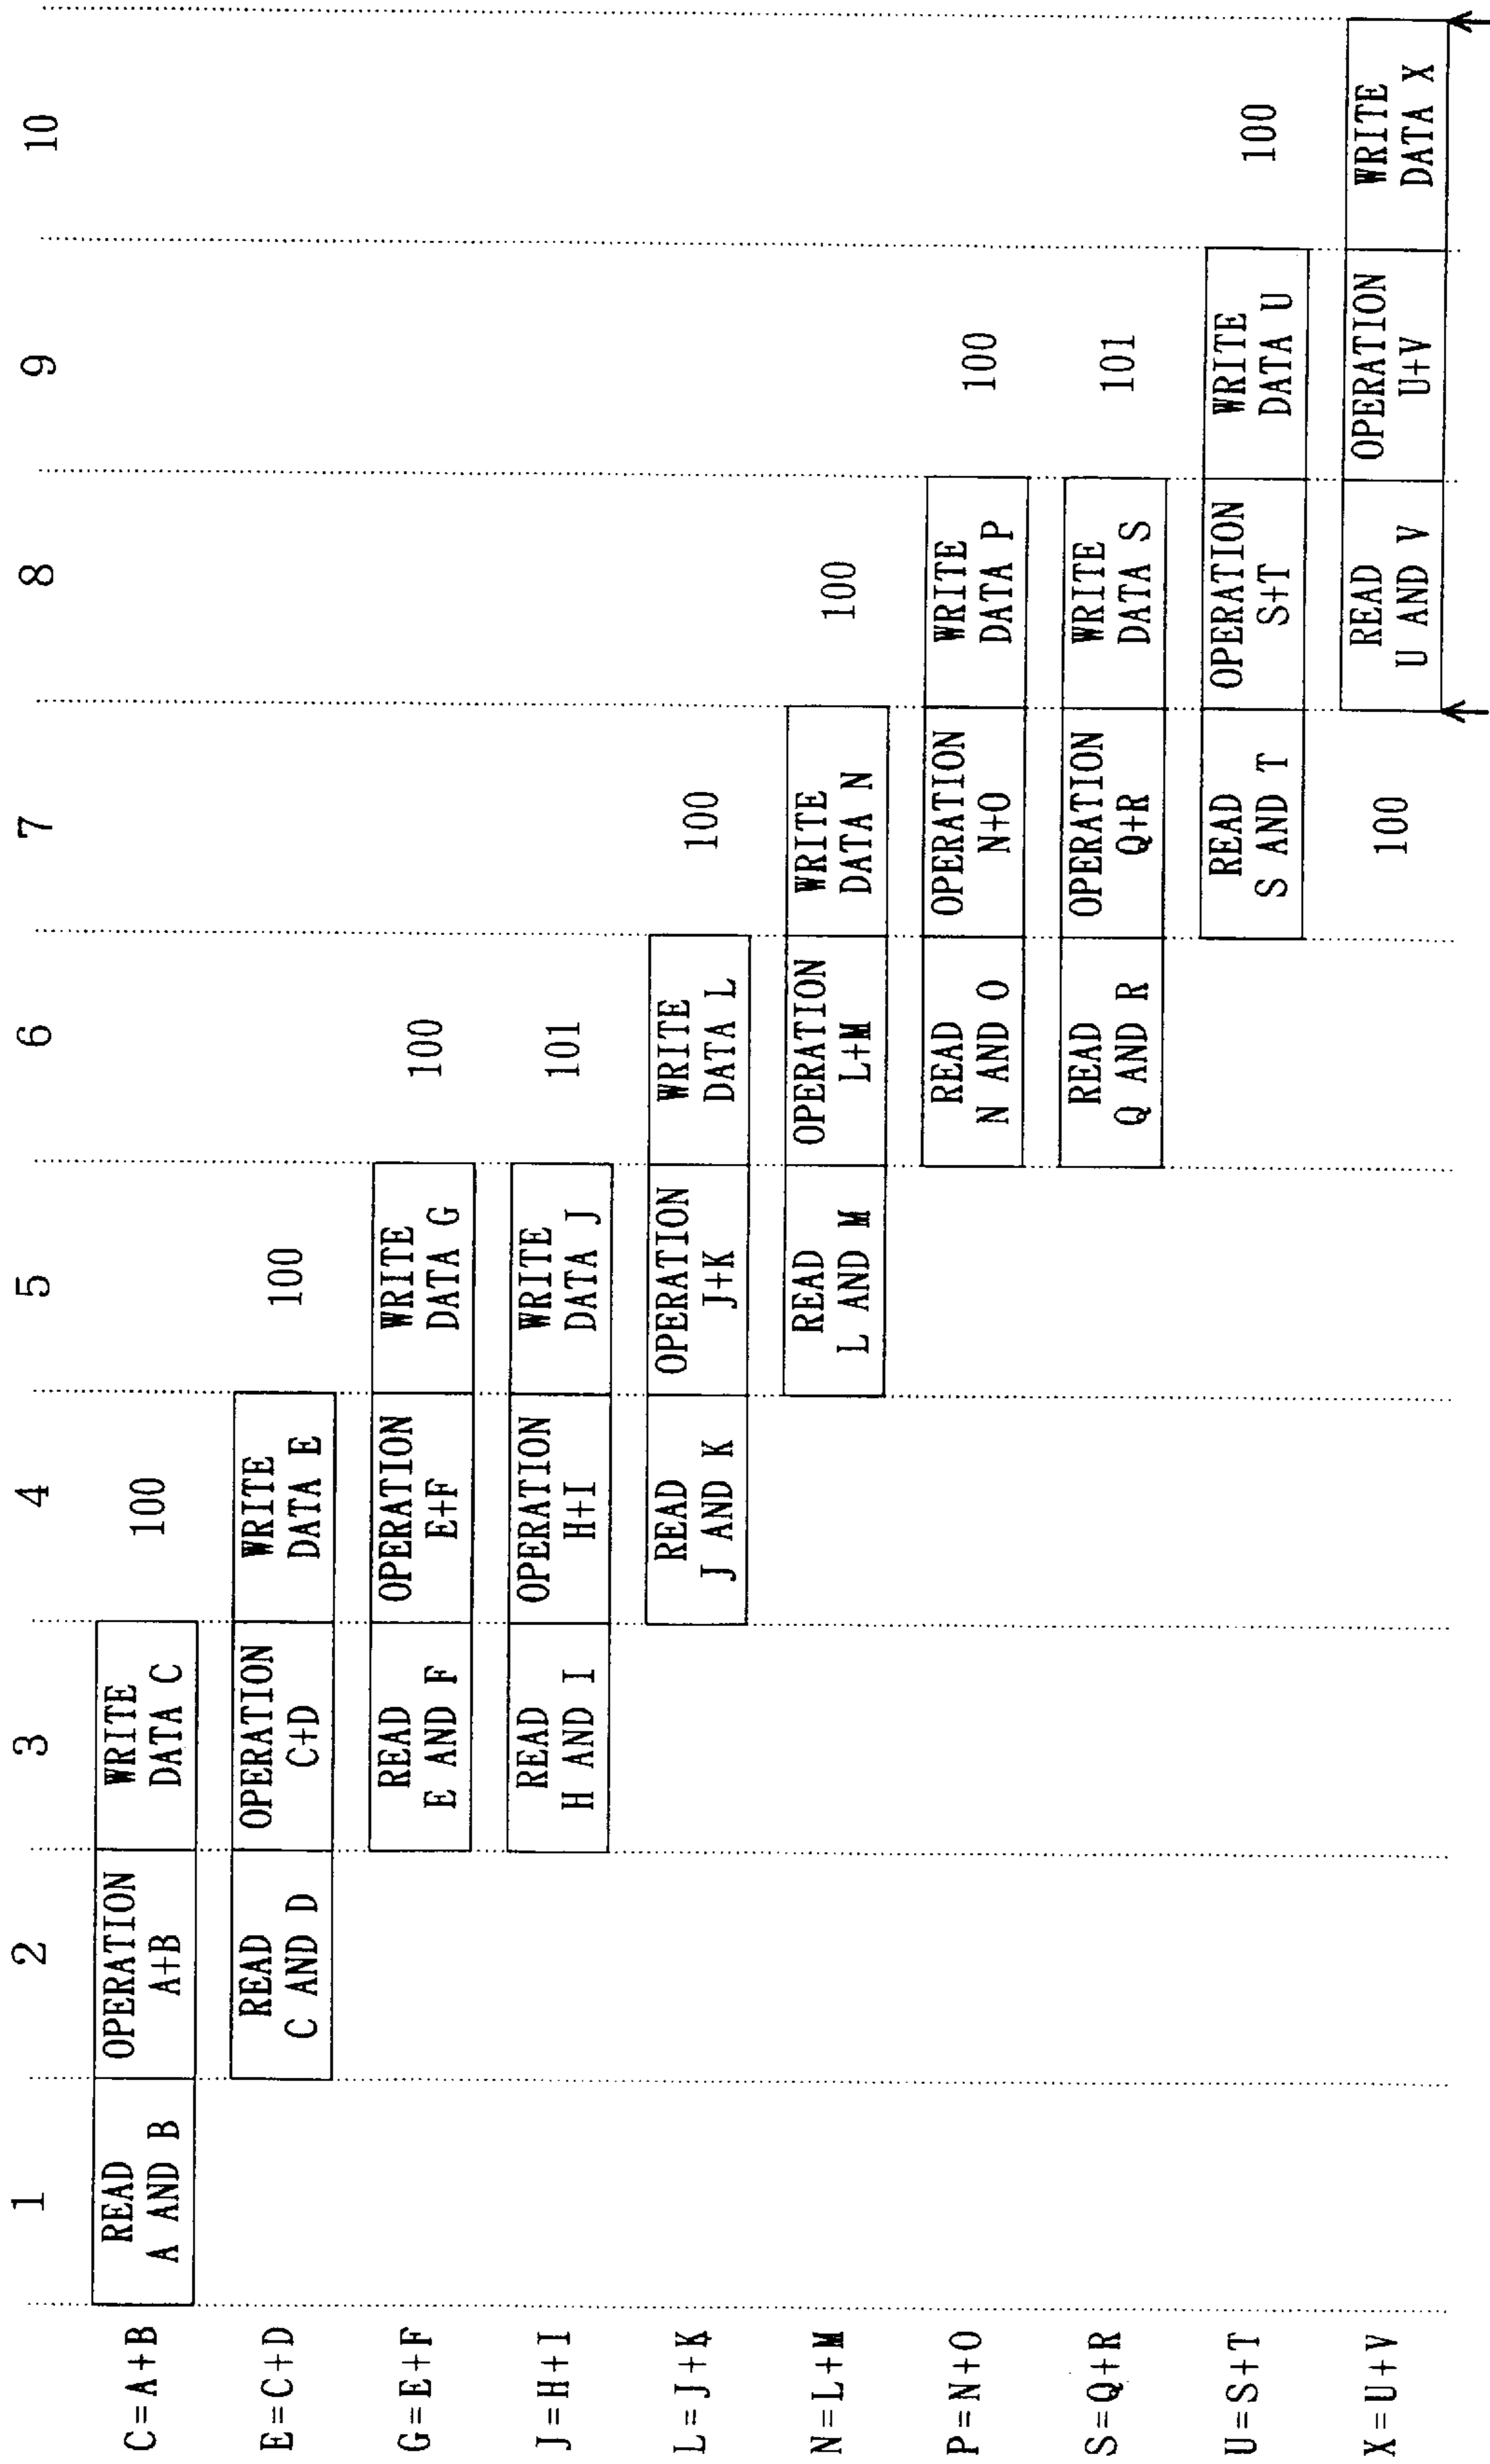 1 2 3 4 5 6 7 8 9 10
C=A+B
READ
A AND B
OPERATION
A+B
WRITE
DATA C
100
E=C+D
READ
C AND D
OPERATION
C+D
WRITE
DATA E
100
G=E+F
READ
E AND F
OPERATION
E+F
WRITE
DATA G
100
J=H+I
READ
H AND I
OPERATION
H+I
WRITE
DATA J
101
L=J+K
READ
J AND K
OPERATION
J+K
WRITE
DATA L
100
N=L+M
READ
L AND M
OPERATION
L+M
WRITE
DATA N
100
P=N+O
READ
N AND O
OPERATION
N+O
WRITE
DATA P
100
S=Q+R
READ
Q AND R
OPERATION
Q+R
WRITE
DATA S
101
U=S+T
READ
S AND T
OPERATION
S+T
WRITE
DATA U
100
X=U+V
100
READ
U AND V
OPERATION
U+V
WRITE
DATA X